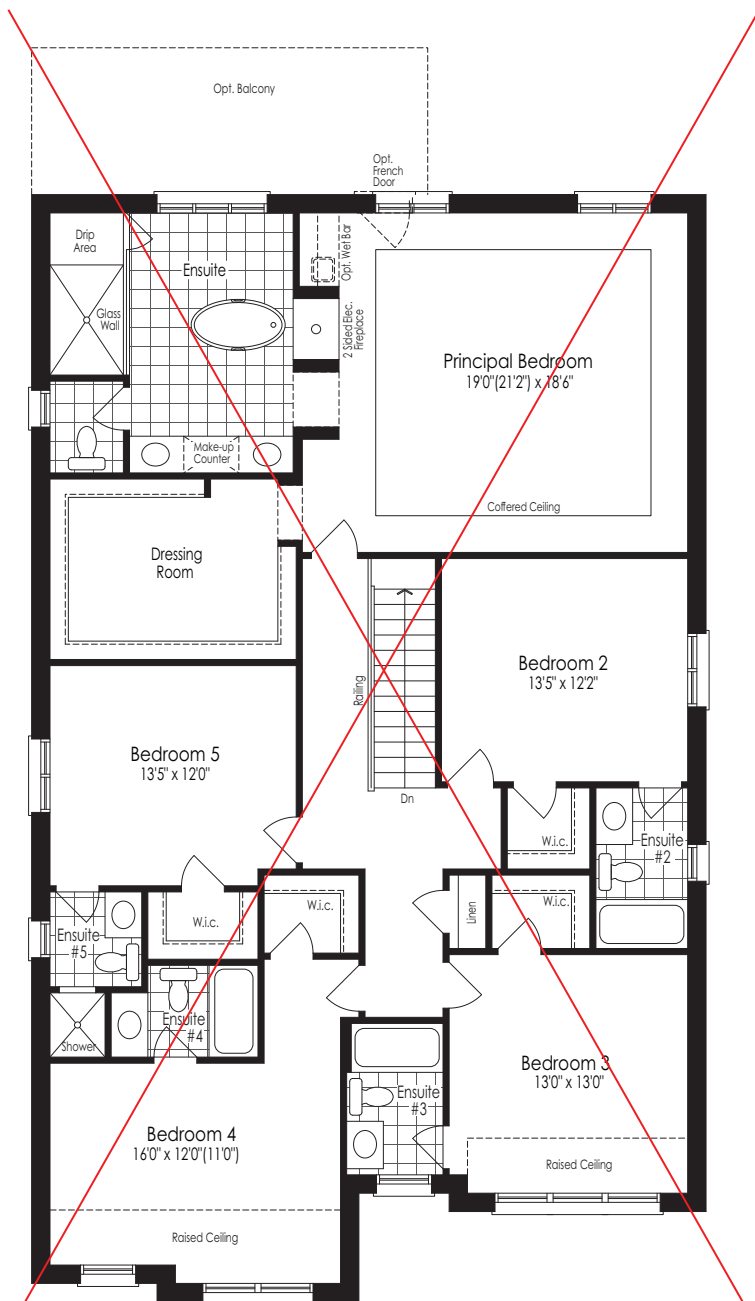 Opt. Balcony
Opt.
French
Door
Drip
Area
Ensuite
Opt. Wet Bar
Glass
Wall
2 Sided Elec.
Fireplace
Principal Bedroom
19'0"(21'2") x 18'6"
Make-up
Counter
Coffered Ceiling
Dressing
Room
Bedroom 2
13'5" x 12'2"
Railing
Bedroom 5
13'5" x 12'0"
Dn
W.i.c.
Ensuite
#2
W.i.c.
W.i.c.
Linen
W.i.c.
Ensuite
#5
Ensuite
#4
Shower
Bedroom 3
13'0" x 13'0"
Ensuite
#3
Bedroom 4
16'0" x 12'0"(11'0")
Raised Ceiling
Raised Ceiling